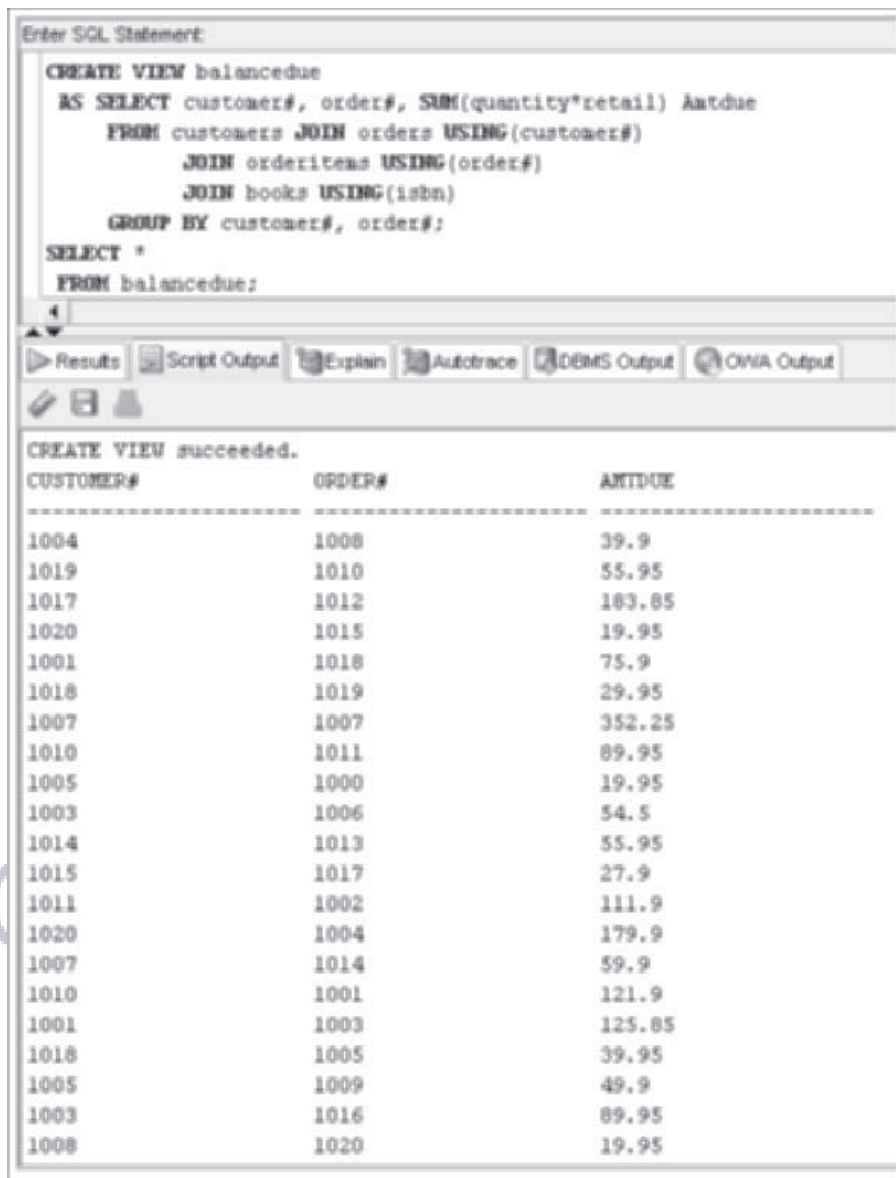 Enter SQL Statement:
CREATE VIEW balancedue
AS SELECT customer#, order#, SUM(quantity*retail) Amtdue
FROM customers JOIN orders USING(customer#)
JOIN orderitems USING(order#)
JOIN books USING(isbn)
GROUP BY customer#, order#;
SELECT *
FROM balancedue;
Results Script Output Explain Autotrace DBMS Output OWA Output
CREATE VIEW succeeded.
CUSTOMER# ORDER# AMTDUE
---------------------- ---------------------- ----------------------
1004 1008 39.9
1019 1010 55.95
1017 1012 183.85
1020 1015 19.95
1001 1018 75.9
1018 1019 29.95
1007 1007 352.25
1010 1011 89.95
1005 1000 19.95
1003 1006 54.5
1014 1013 55.95
1015 1017 27.9
1011 1002 111.9
1020 1004 179.9
1007 1014 59.9
1010 1001 121.9
1001 1003 125.85
1018 1005 39.95
1005 1009 49.9
1003 1016 89.95
1008 1020 19.95